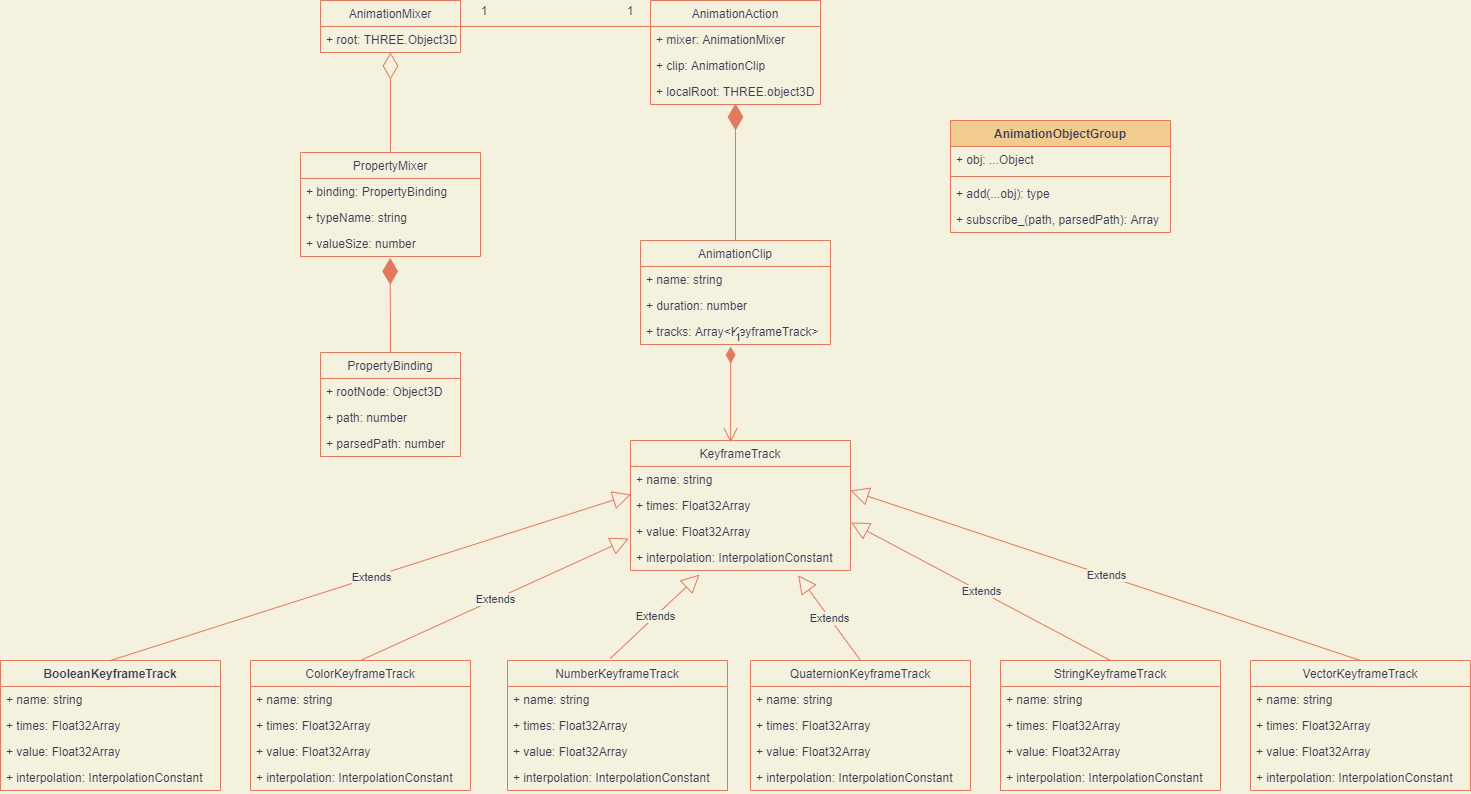 AnimationMixer
+ root: THREE.Object3D
1
1
AnimationAction
+ mixer: AnimationMixer
+ clip: AnimationClip
+ localRoot: THREE.object3D
AnimationObjectGroup
+ obj: ...Object
+ add(...obj): type
+ subscribe_(path, parsedPath): Array
PropertyMixer
+ binding: PropertyBinding
+ typeName: string
+ valueSize: number
AnimationClip
+ name: string
+ duration: number
+ tracks: Array<KeyframeTrack>
1
PropertyBinding
+ rootNode: Object3D
+ path: number
+ parsedPath: number
KeyframeTrack
+ name: string
+ times: Float32Array
+ value: Float32Array
+ interpolation: InterpolationConstant
Extends
Extends
Extends
Extends
Extends
Extends
BooleanKeyframeTrack
+ name: string
+ times: Float32Array
+ value: Float32Array
+ interpolation: InterpolationConstant
ColorKeyframeTrack
+ name: string
+ times: Float32Array
+ value: Float32Array
+ interpolation: InterpolationConstant
NumberKeyframeTrack
+ name: string
+ times: Float32Array
+ value: Float32Array
+ interpolation: InterpolationConstant
QuaternionKeyframeTrack
+ name: string
+ times: Float32Array
+ value: Float32Array
+ interpolation: InterpolationConstant
StringKeyframeTrack
+ name: string
+ times: Float32Array
+ value: Float32Array
+ interpolation: InterpolationConstant
VectorKeyframeTrack
+ name: string
+ times: Float32Array
+ value: Float32Array
+ interpolation: InterpolationConstant